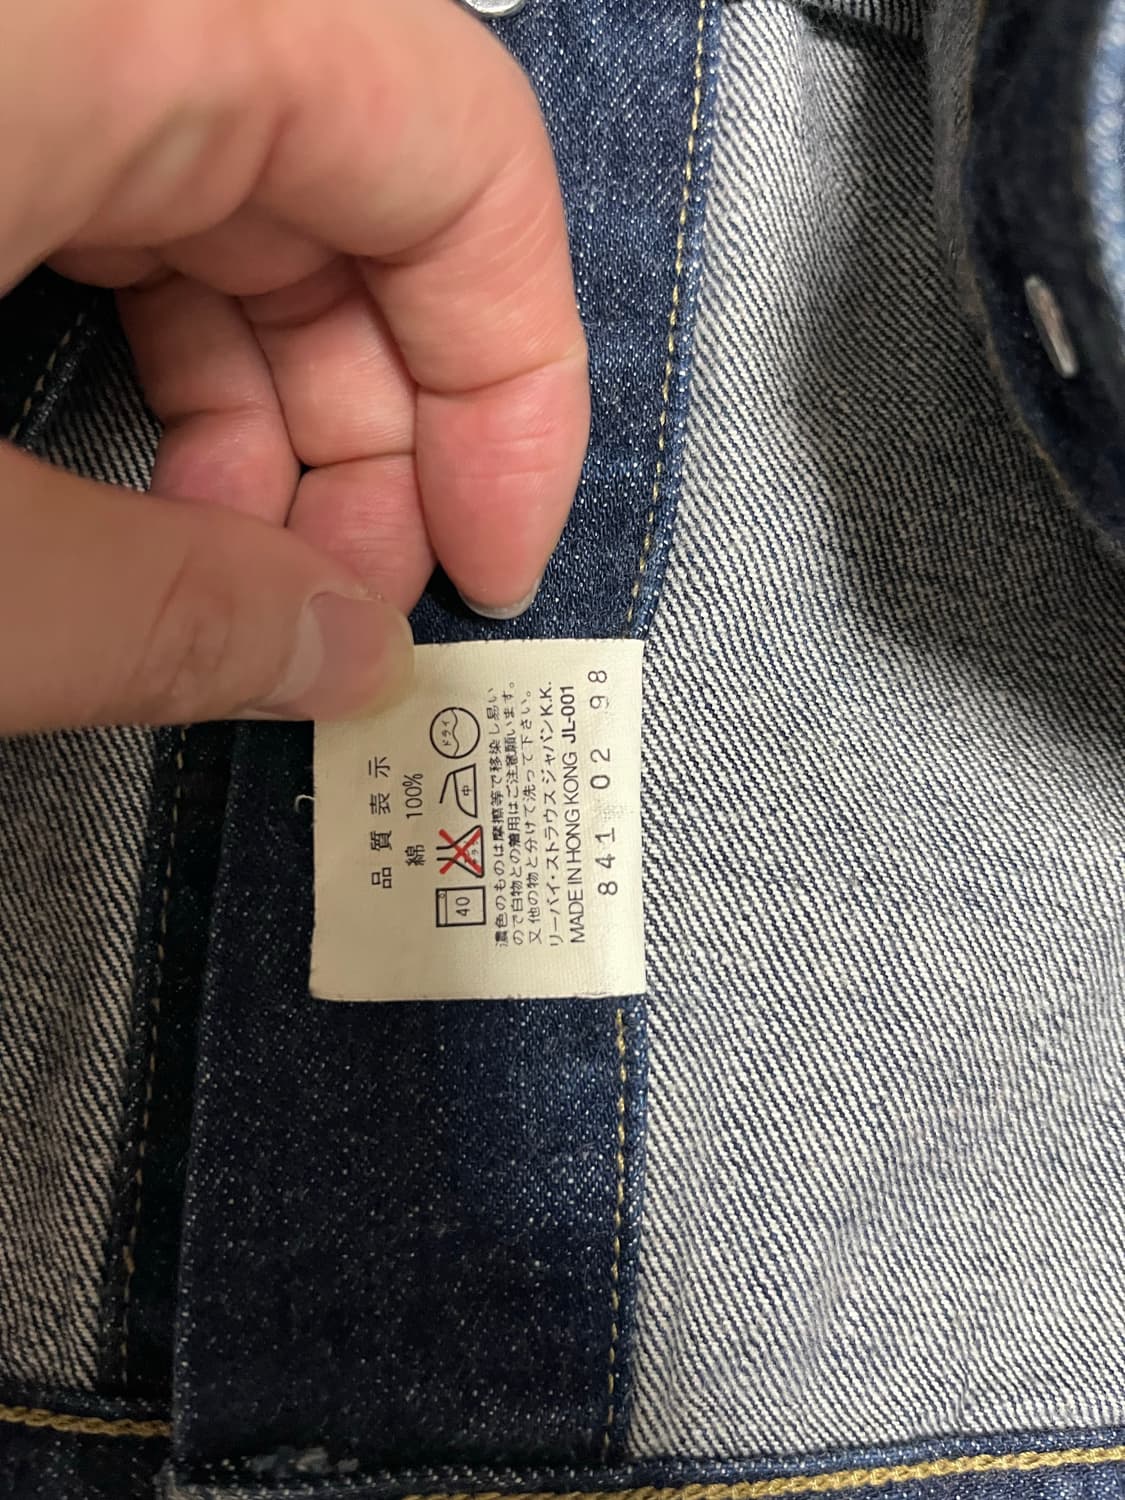 品質表示
綿 100%
40 中 ドライ
濃色のものは摩擦等で移染し易い
ので白物との着用はご注意願います。
又他の物と分けて洗って下さい。
リーバイ・ストラウス ジャパン K.K.
MADE IN HONG KONG JL-001
841 02 98